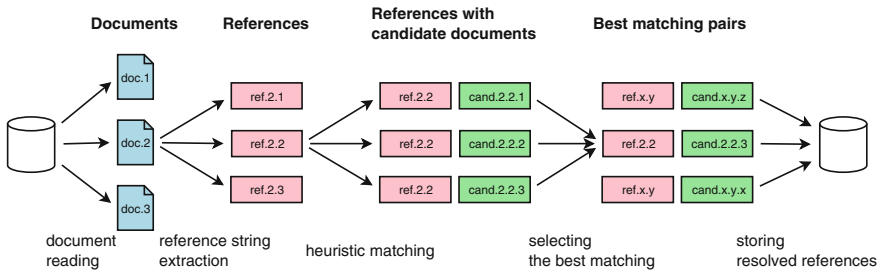 Documents
References
References with
candidate documents
Best matching pairs
doc.1
doc.2
doc.3
ref.2.1
ref.2.2
ref.2.3
ref.2.2 cand.2.2.1
ref.2.2 cand.2.2.2
ref.2.2 cand.2.2.3
ref.x.y cand.x.y.z
ref.2.2 cand.2.2.3
ref.x.y cand.x.y.x
document
reading
reference string
extraction
heuristic matching
selecting
the best matching
storing
resolved references